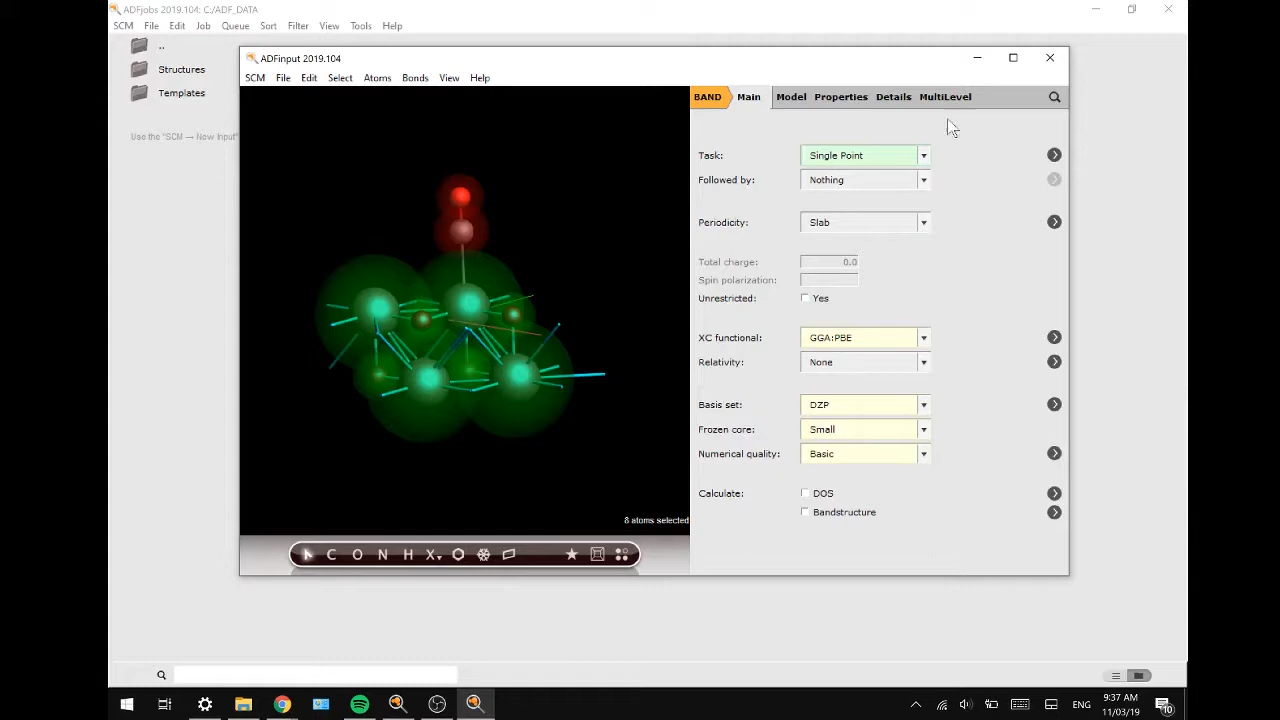 ADFjobs 2019.104: C:/ADF_DATA
SCM File Edit Job Queue Sort Filter View Tools Help
..
Structures
Templates
Use the "SCM → New Input"
ADFinput 2019.104
SCM File Edit Select Atoms Bonds View Help
BAND Main Model Properties Details MultiLevel
Task: Single Point
Followed by: Nothing
Periodicity: Slab
Total charge: 0.0
Spin polarization:
Unrestricted: Yes
XC functional: GGA:PBE
Relativity: None
Basis set: DZP
Frozen core: Small
Numerical quality: Basic
Calculate: DOS
Bandstructure
8 atoms selected
C O N H X
ENG
9:37 AM
11/03/19
10